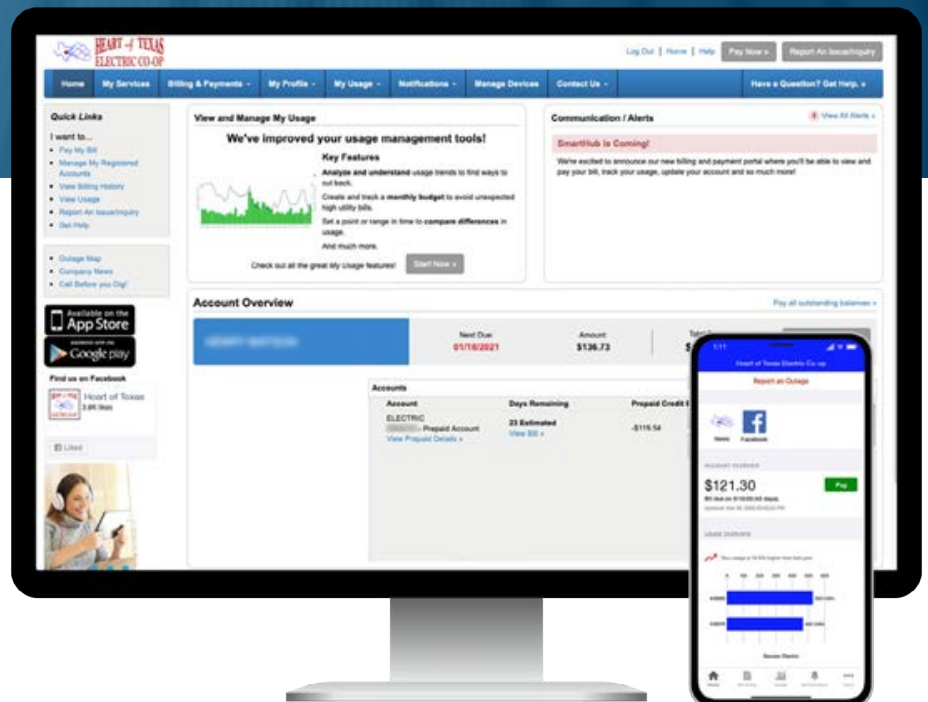 HEART of TEXAS
ELECTRIC CO-OP
Log Out | Home | Help
Pay Now »
Report An Issue/Inquiry
Home
My Services
Billing & Payments
My Profile
My Usage
Notifications
Manage Devices
Contact Us
Have a Question? Get Help. »
Quick Links
I want to...
Pay My Bill
Manage My Registered
Accounts
View Billing History
View Usage
Report An Issue/Inquiry
Get Help
Outage Map
Company News
Call Before you Dig!
Available on the
App Store
ANDROID APP ON
Google play
Find us on Facebook
Heart of Texas
3.8K likes
Liked
View and Manage My Usage
We've improved your usage management tools!
Key Features
Analyze and understand usage trends to find ways to
cut back.
Create and track a monthly budget to avoid unexpected
high utility bills.
Set a point or range in time to compare differences in
usage.
And much more.
Check out all the great My Usage features!
Start Now »
Communication / Alerts
View All Alerts »
SmartHub is Coming!
We're excited to announce our new billing and payment portal where you'll be able to view and
pay your bill, track your usage, update your account and so much more!
Account Overview
Pay all outstanding balances »
Next Due:
01/18/2021
Amount:
$136.73
Accounts
Account
Days Remaining
Prepaid Credit
ELECTRIC
- Prepaid Account
View Prepaid Details »
23 Estimated
View Bill »
-$119.54
1:11
Heart of Texas Electric Co-op
Report an Outage
News
Facebook
ACCOUNT OVERVIEW
$121.30
Pay
USAGE OVERVIEW
Home